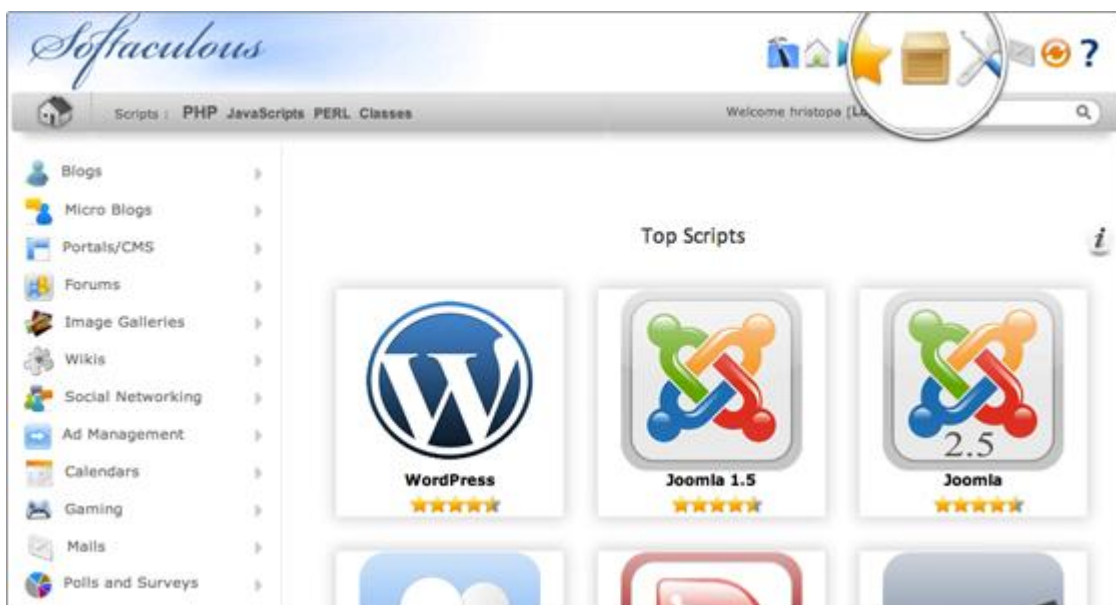 Softaculous
?
Scripts : PHP JavaScripts PERL Classes
Welcome hristopa
Blogs
Micro Blogs
Portals/CMS
Forums
Image Galleries
Wikis
Social Networking
Ad Management
Calendars
Gaming
Mails
Polls and Surveys
Top Scripts
i
W
WordPress
Joomla 1.5
2.5
Joomla